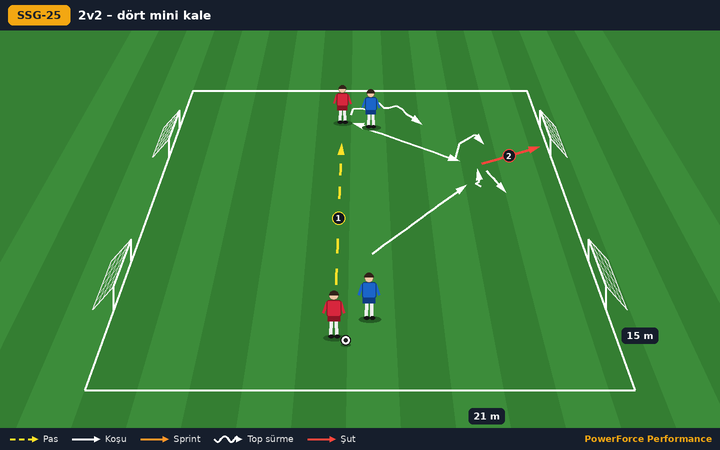 SSG-25 2v2 – dört mini kale
2
1
15 m
21 m
Pas Koşu Sprint Top sürme Şut PowerForce Performance